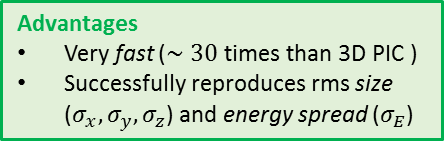 Advantages
• Very fast (~ 30 times than 3D PIC )
• Successfully reproduces rms size
(σx, σy, σz) and energy spread (σE)